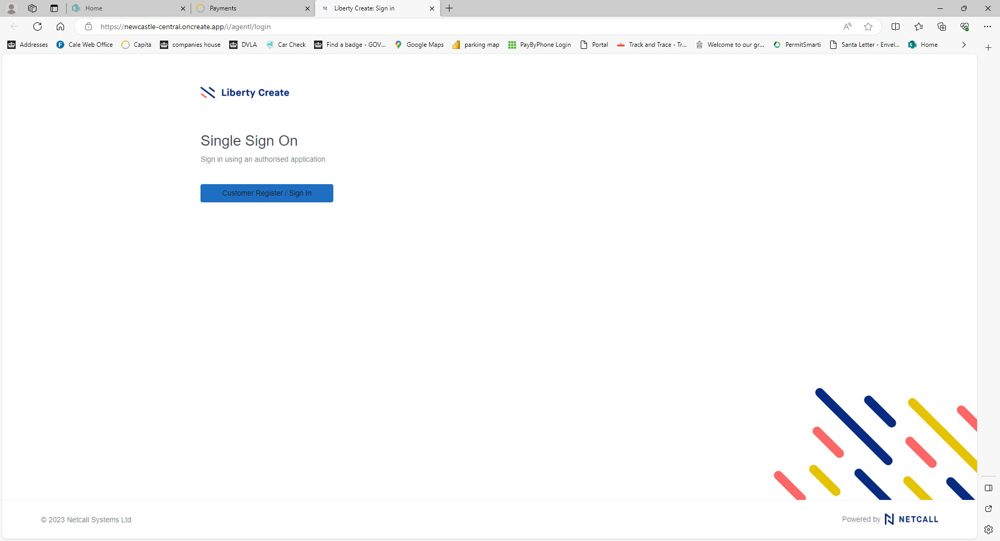 Home
Payments
Liberty Create: Sign in
https://newcastle-central.oncreate.app/i/agentl/login
Addresses
Cale Web Office
Capita
companies house
DVLA
Car Check
Find a badge - GOV...
Google Maps
parking map
PayByPhone Login
Portal
Track and Trace - Tr...
Welcome to our gr...
PermitSmarti
Santa Letter - Envel...
Home
Liberty Create
Single Sign On
Sign in using an authorised application
Customer Register / Sign In
© 2023 Netcall Systems Ltd
Powered by NETCALL